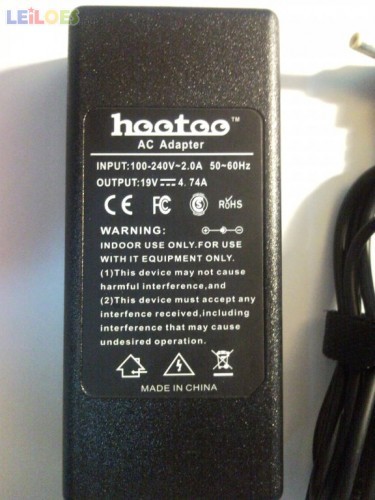 LEiLOES
hootoo™
AC Adapter
INPUT:100-240V~2.0A 50~60Hz
OUTPUT:19V⎓4.74A
CE FC S RoHS
WARNING:
INDOOR USE ONLY.FOR USE
WITH IT EQUIPMENT ONLY.
(1)This device may not cause
harmful interference,and
(2)This device must accept any
interfence received,including
interference that may cause
undesired operation.
MADE IN CHINA